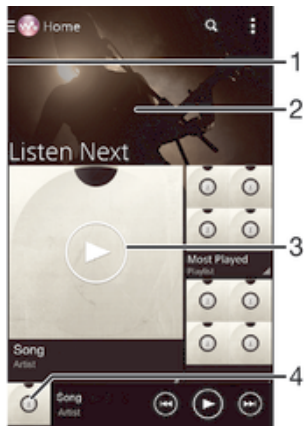 Home
1
2
Listen Next
3
Most Played
Playlist
Song
Artist
4
Song
Artist